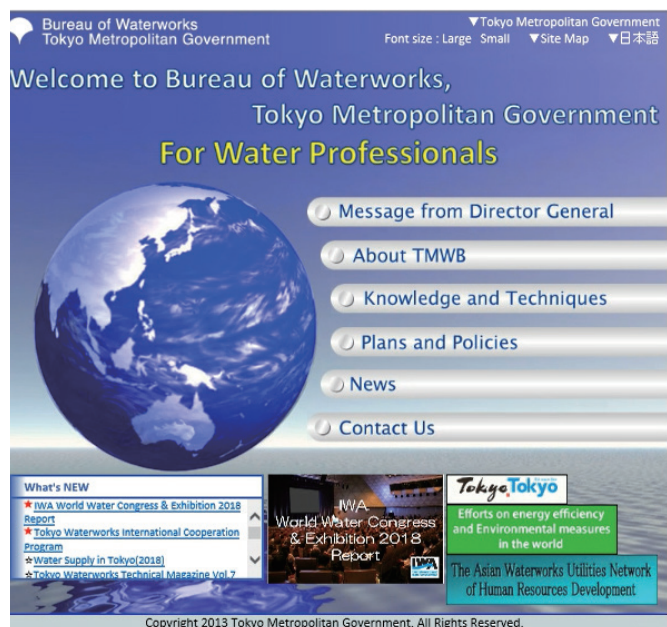 Bureau of Waterworks
Tokyo Metropolitan Government
▼Tokyo Metropolitan Government
Font size : Large Small ▼Site Map ▼日本語
Welcome to Bureau of Waterworks,
Tokyo Metropolitan Government
For Water Professionals
Message from Director General
About TMWB
Knowledge and Techniques
Plans and Policies
News
Contact Us
What's NEW
★IWA World Water Congress & Exhibition 2018
Report
★Tokyo Waterworks International Cooperation
Program
☆Water Supply in Tokyo(2018)
☆Tokyo Waterworks Technical Magazine Vol.7
IWA
World Water Congress
& Exhibition 2018
Report
IWA
Tokyo Tokyo
Efforts on energy efficiency
and Environmental measures
in the world
The Asian Waterworks Utilities Network
of Human Resources Development
Copyright 2013 Tokyo Metropolitan Government. All Rights Reserved.